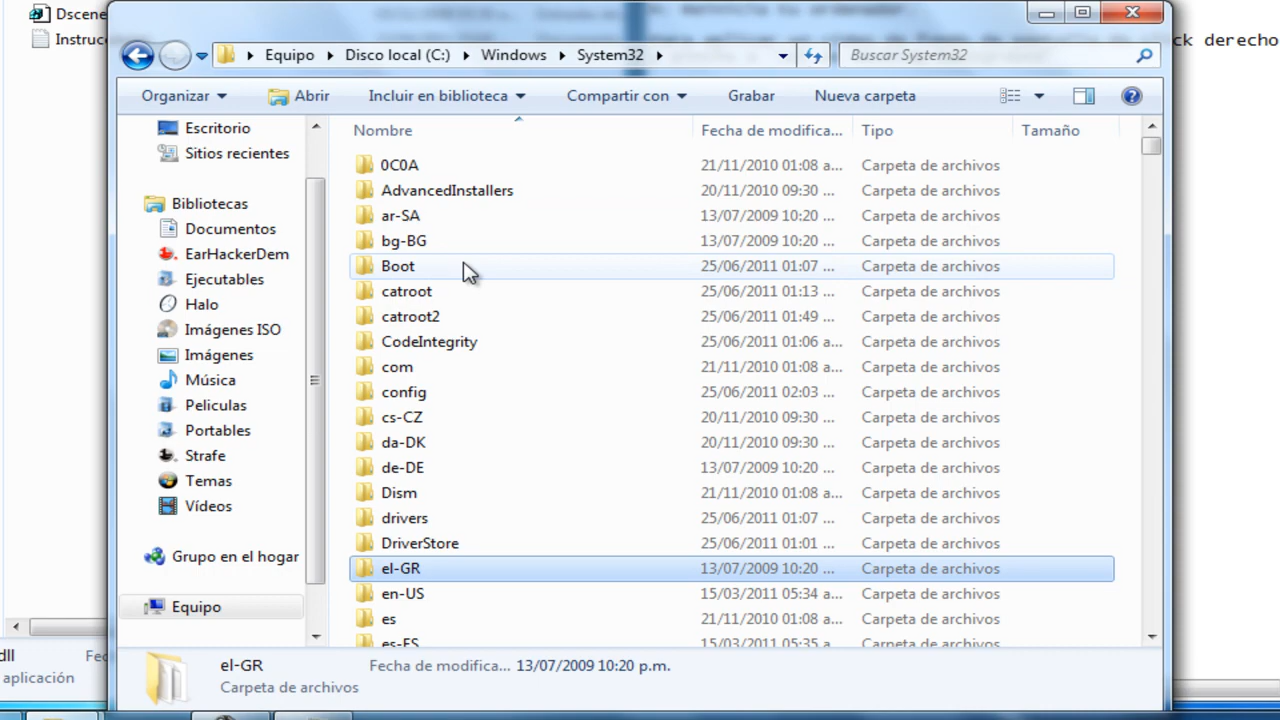 Dscene
Instrucc
ck derecho
Equipo Disco local (C:) Windows System32
Buscar System32
Organizar Abrir Incluir en biblioteca Compartir con Grabar Nueva carpeta
Nombre Fecha de modifica... Tipo Tamaño
Escritorio
Sitios recientes
Bibliotecas
Documentos
EarHackerDem
Ejecutables
Halo
Imágenes ISO
Imágenes
Música
Peliculas
Portables
Strafe
Temas
Vídeos
Grupo en el hogar
Equipo
0C0A 21/11/2010 01:08 a... Carpeta de archivos
AdvancedInstallers 20/11/2010 09:30 ... Carpeta de archivos
ar-SA 13/07/2009 10:20 ... Carpeta de archivos
bg-BG 13/07/2009 10:20 ... Carpeta de archivos
Boot 25/06/2011 01:07 ... Carpeta de archivos
catroot 25/06/2011 01:13 ... Carpeta de archivos
catroot2 25/06/2011 01:49 ... Carpeta de archivos
CodeIntegrity 25/06/2011 01:06 ... Carpeta de archivos
com 21/11/2010 01:08 a... Carpeta de archivos
config 25/06/2011 02:03 ... Carpeta de archivos
cs-CZ 20/11/2010 09:30 ... Carpeta de archivos
da-DK 20/11/2010 09:30 ... Carpeta de archivos
de-DE 13/07/2009 10:20 ... Carpeta de archivos
Dism 21/11/2010 01:08 a... Carpeta de archivos
drivers 25/06/2011 01:07 ... Carpeta de archivos
DriverStore 25/06/2011 01:01 ... Carpeta de archivos
el-GR 13/07/2009 10:20 ... Carpeta de archivos
en-US 15/03/2011 05:34 a... Carpeta de archivos
es 21/11/2010 01:08 a... Carpeta de archivos
es-ES 15/03/2011 05:35 a... Carpeta de archivos
dll Fec
aplicación
el-GR Fecha de modifica... 13/07/2009 10:20 p.m.
Carpeta de archivos